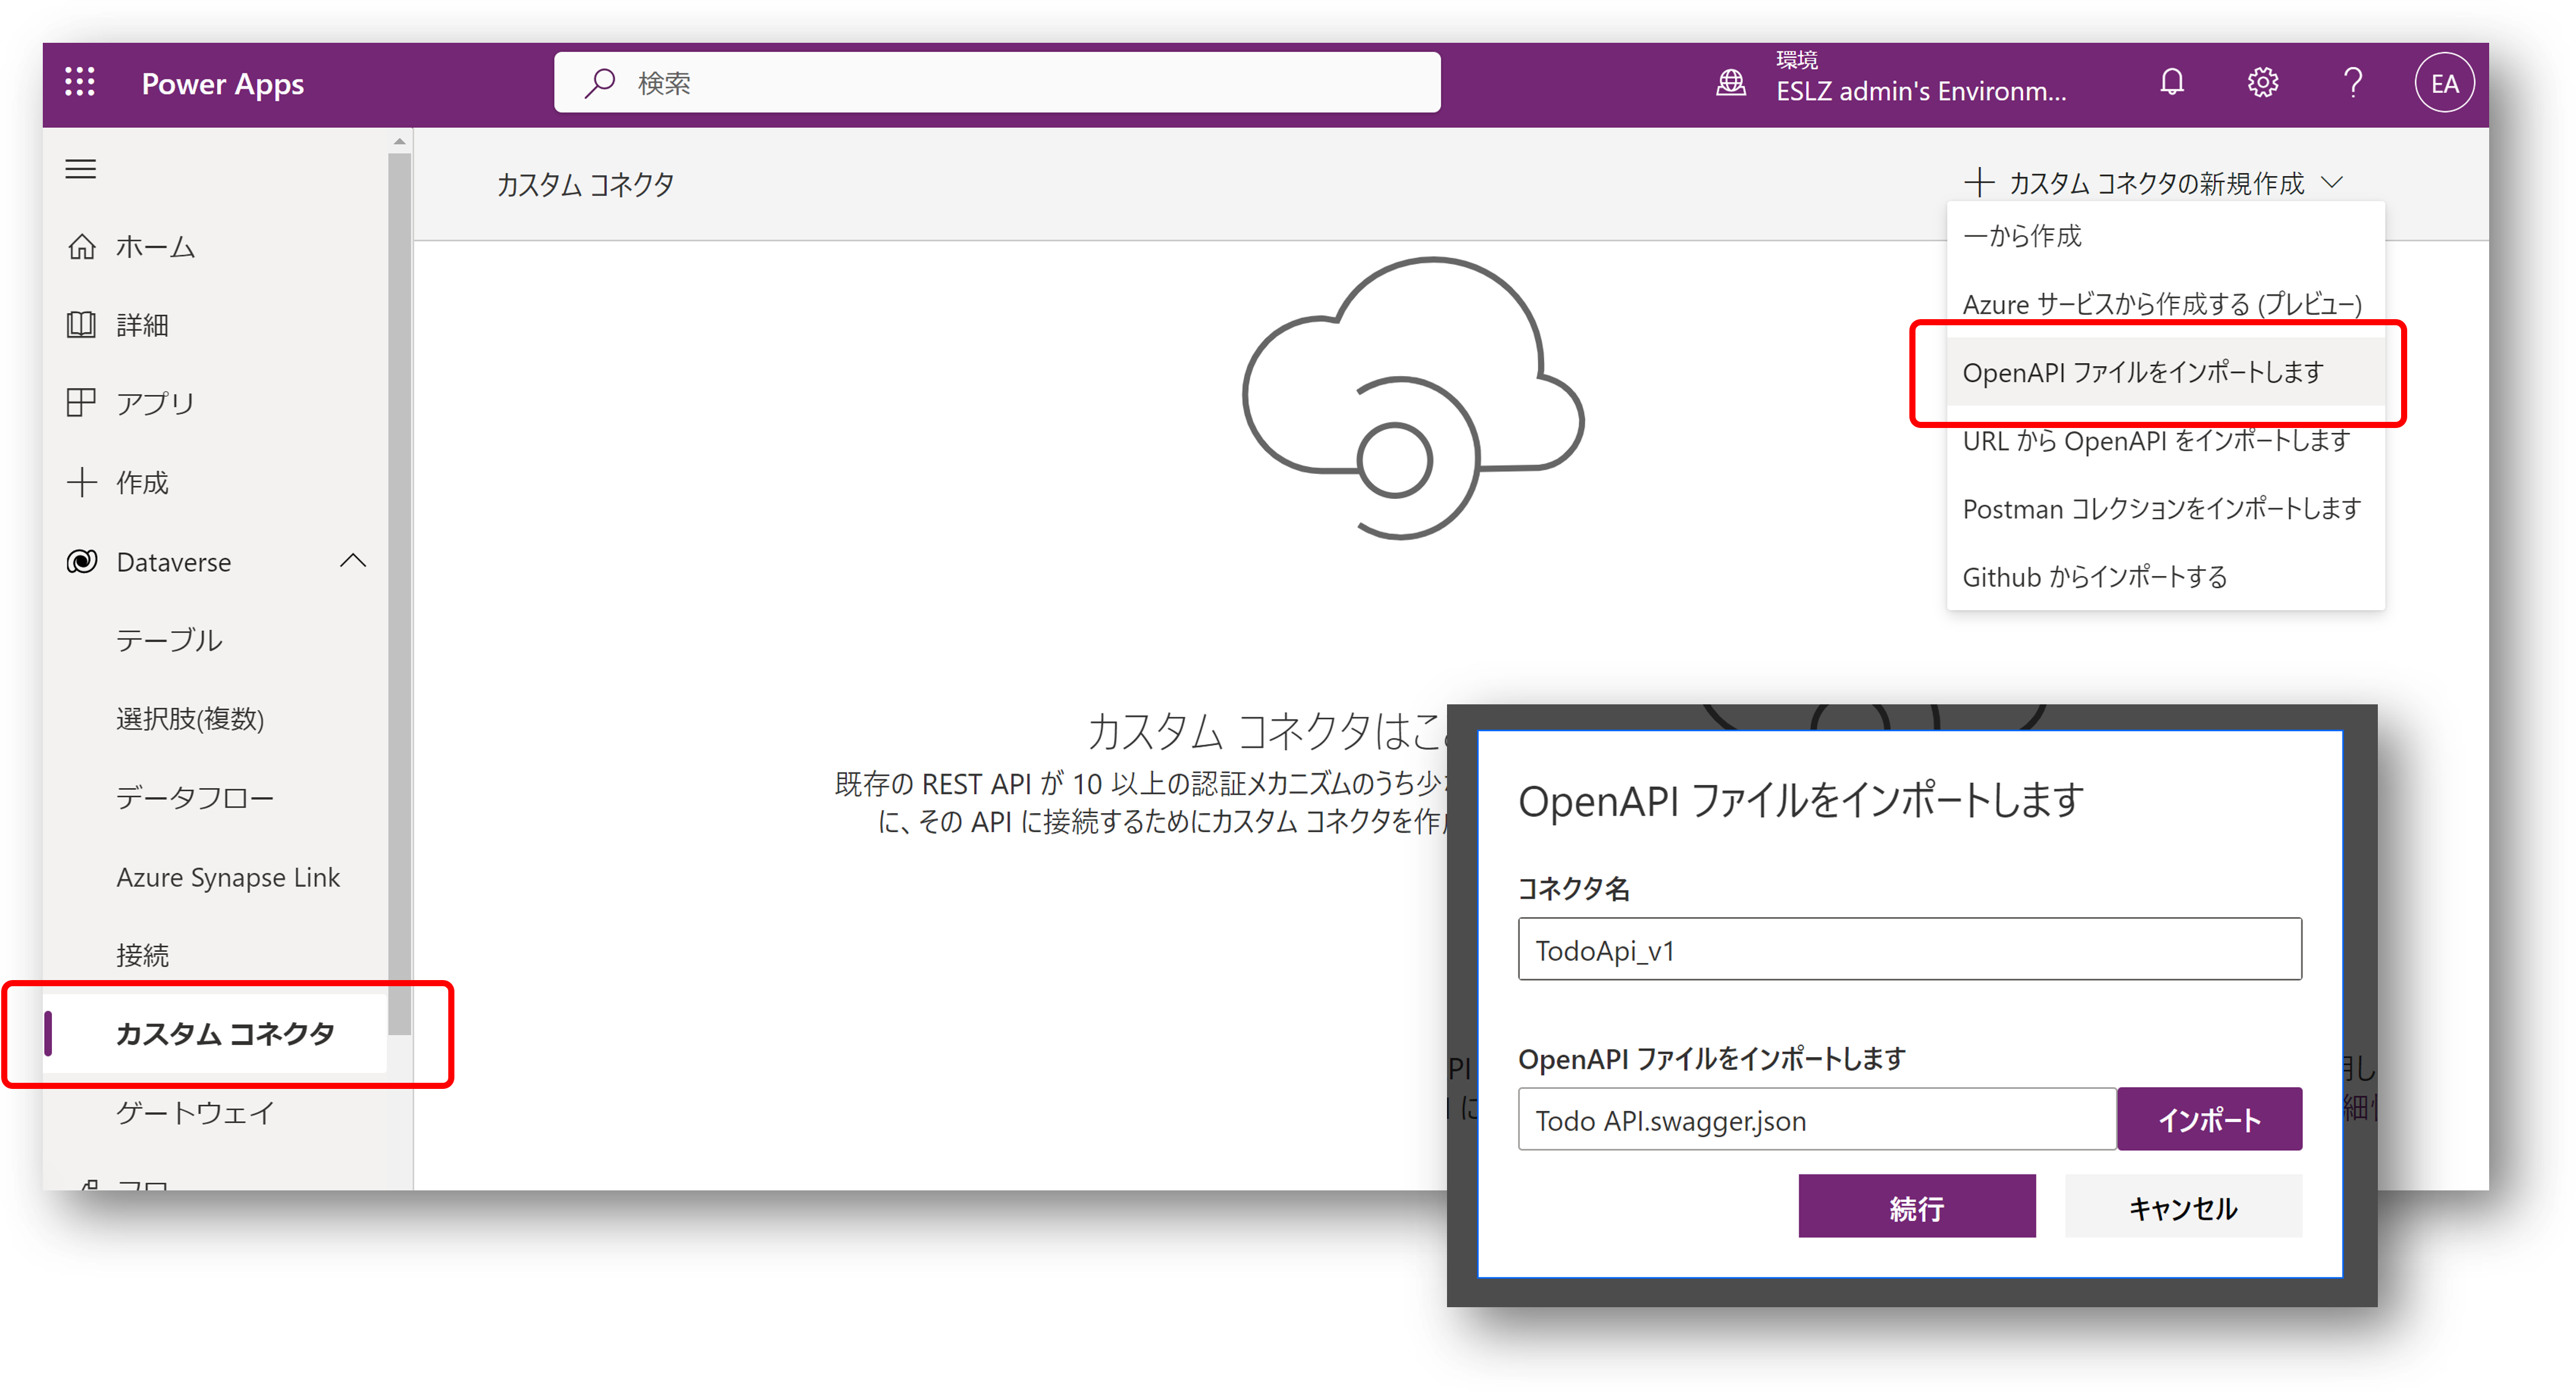 Power Apps
検索
環境
ESLZ admin's Environm...
EA
ホーム
詳細
アプリ
作成
Dataverse
テーブル
選択肢(複数)
データフロー
Azure Synapse Link
接続
カスタム コネクタ
ゲートウェイ
カスタム コネクタ
カスタム コネクタの新規作成
一から作成
Azure サービスから作成する (プレビュー)
OpenAPI ファイルをインポートします
URL から OpenAPI をインポートします
Postman コレクションをインポートします
Github からインポートする
カスタム コネクタはこ
既存の REST API が 10 以上の認証メカニズムのうち少
に、その API に接続するためにカスタム コネクタを作
OpenAPI ファイルをインポートします
コネクタ名
TodoApi_v1
OpenAPI ファイルをインポートします
Todo API.swagger.json
インポート
続行
キャンセル